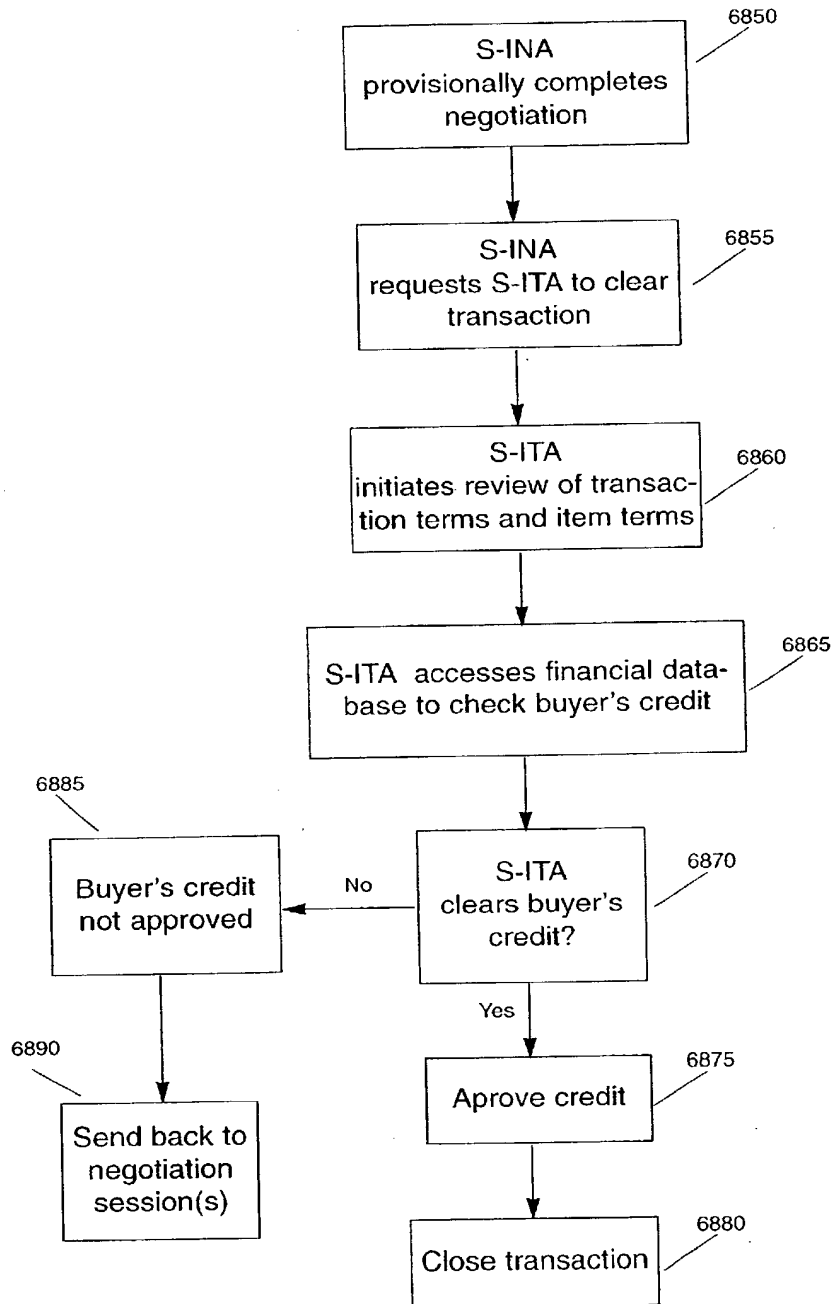 6850
S-INA
provisionally completes
negotiation
6855
S-INA
requests S-ITA to clear
transaction
6860
S-ITA
initiates review of transac-
tion terms and item terms
6865
S-ITA accesses financial data-
base to check buyer's credit
6885
Buyer's credit
not approved
No
6870
S-ITA
clears buyer's
credit?
Yes
6890
Send back to
negotiation
session(s)
6875
Aprove credit
6880
Close transaction